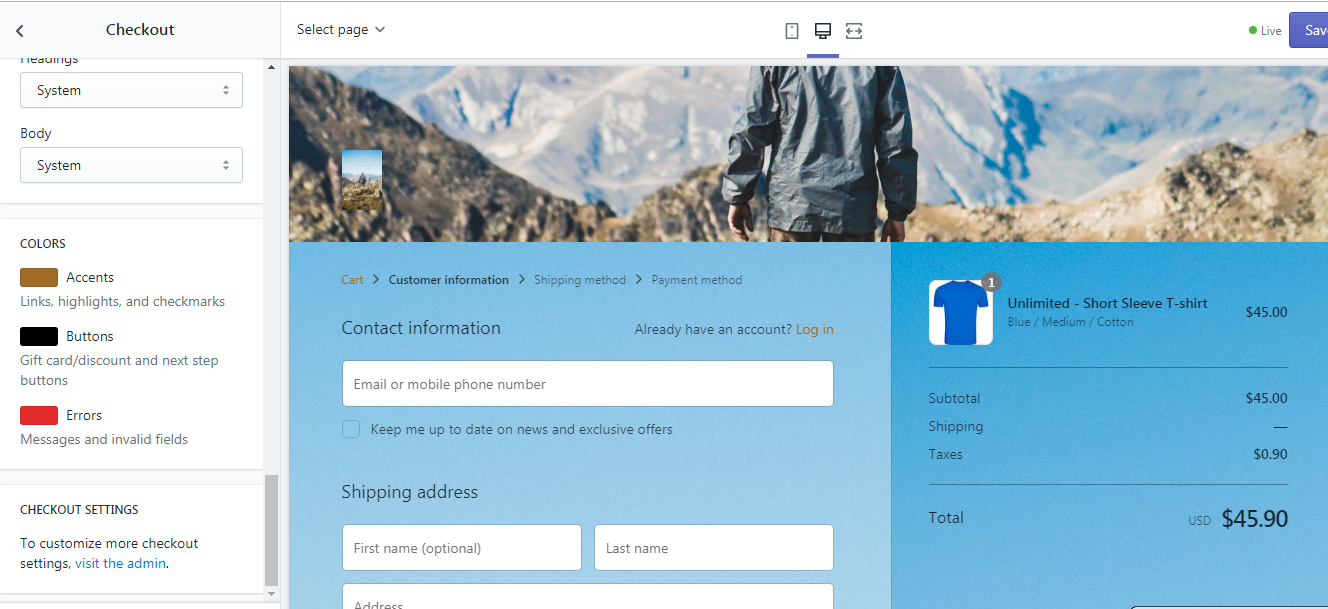 Checkout
Select page
Live
Save
Headings
System
Body
System
COLORS
Accents
Links, highlights, and checkmarks
Buttons
Gift card/discount and next step
buttons
Errors
Messages and invalid fields
CHECKOUT SETTINGS
To customize more checkout
settings, visit the admin.
Cart > Customer information > Shipping method > Payment method
Contact information
Already have an account? Log in
Email or mobile phone number
Keep me up to date on news and exclusive offers
Shipping address
First name (optional)
Last name
Address
1
Unlimited - Short Sleeve T-shirt
Blue / Medium / Cotton
$45.00
Subtotal $45.00
Shipping —
Taxes $0.90
Total USD $45.90